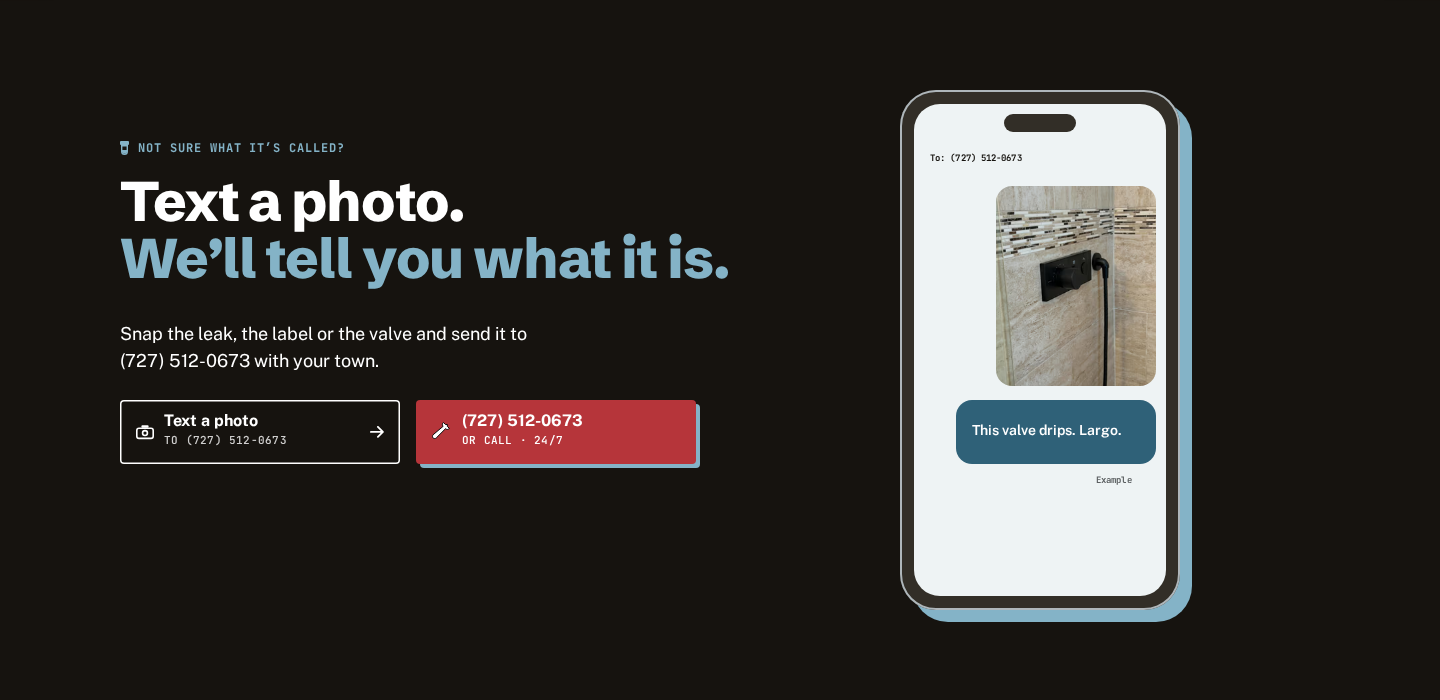 NOT SURE WHAT IT’S CALLED?
Text a photo.
We’ll tell you what it is.
Snap the leak, the label or the valve and send it to
(727) 512-0673 with your town.
Text a photo
TO (727) 512-0673
(727) 512-0673
OR CALL · 24/7
To: (727) 512-0673
This valve drips. Largo.
Example